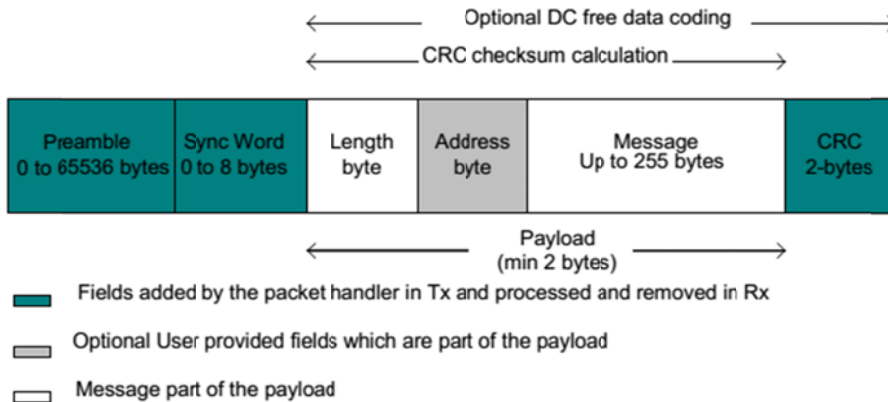 Optional DC free data coding
CRC checksum calculation
Preamble
0 to 65536 bytes
Sync Word
0 to 8 bytes
Length
byte
Address
byte
Message
Up to 255 bytes
CRC
2-bytes
Payload
(min 2 bytes)
Fields added by the packet handler in Tx and processed and removed in Rx
Optional User provided fields which are part of the payload
Message part of the payload